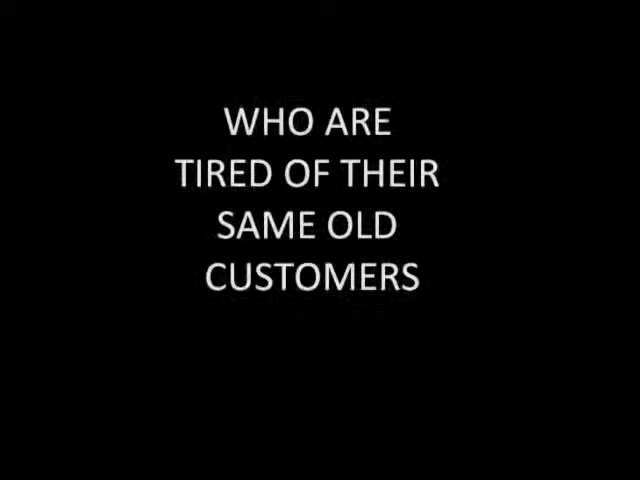 WHO ARE
TIRED OF THEIR
SAME OLD
CUSTOMERS